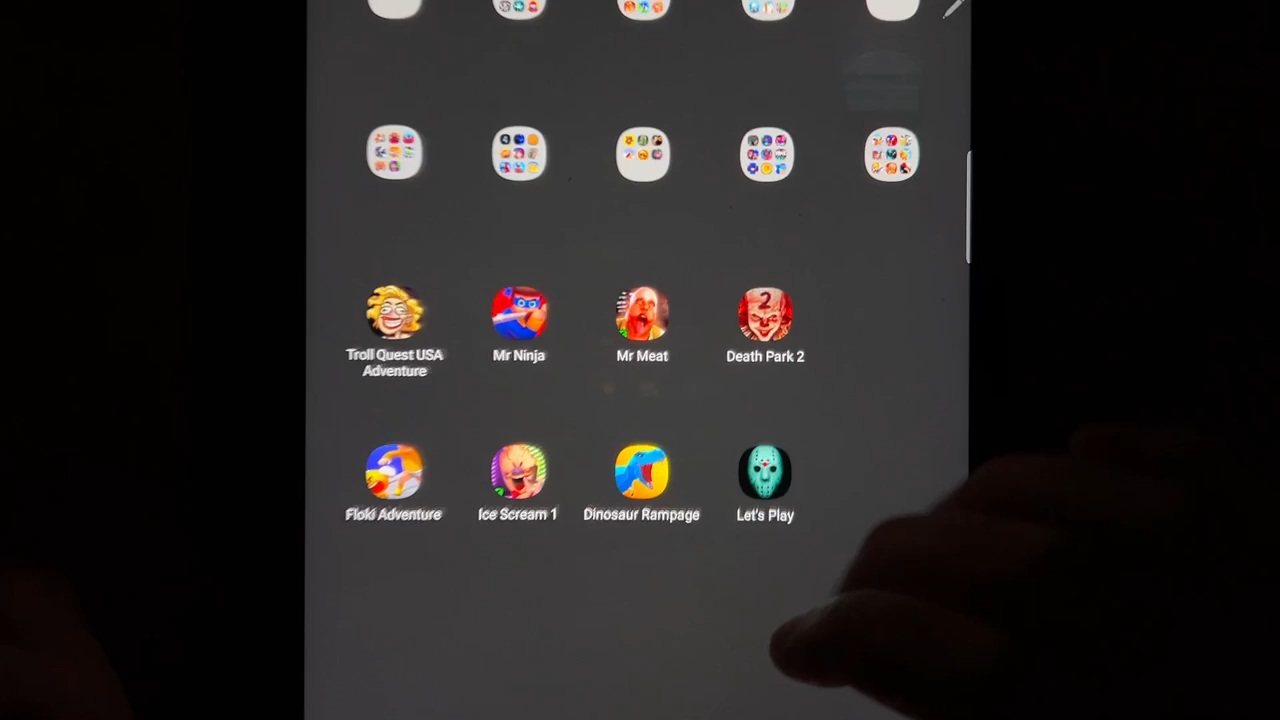 Troll Quest USA
Adventure
Mr Ninja
Mr Meat
Death Park 2
2
Floki Adventure
Ice Scream 1
Dinosaur Rampage
Let's Play